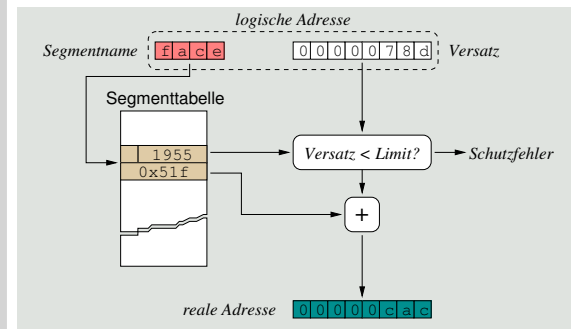 logische Adresse
Segmentname face 0000078d Versatz
Segmenttabelle
1955 Versatz < Limit? Schutzfehler
0x51f
+
reale Adresse 00000cac